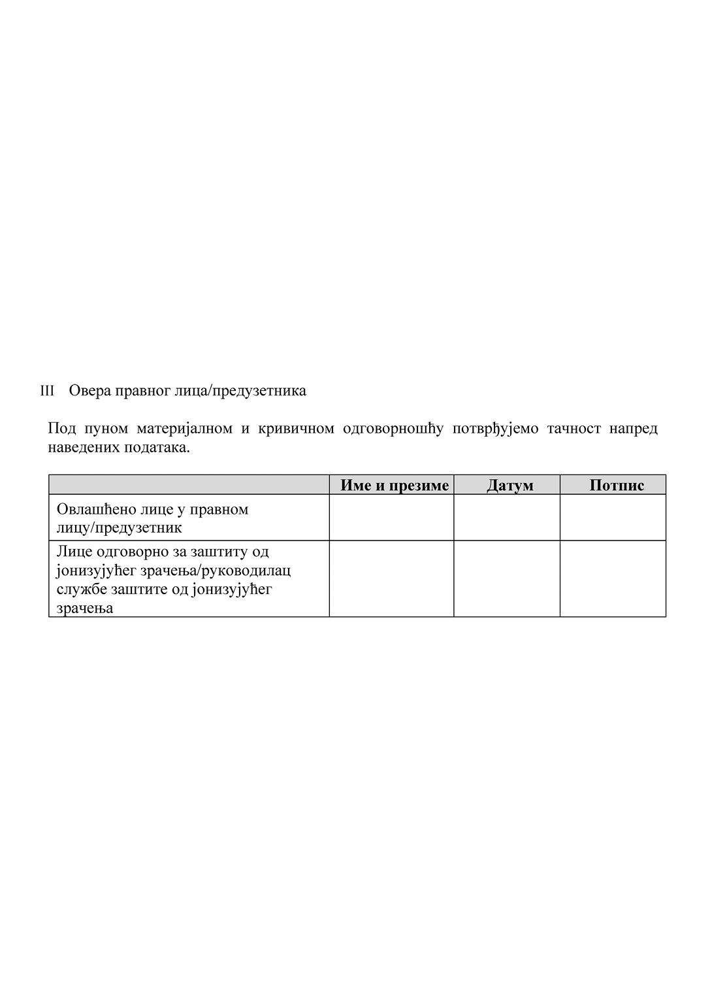 III Овера правног лица/предузетника
Под пуном материјалном и кривичном одговорношћу потврђујемо тачност напред
наведених података.
Име и презиме Датум Потпис
Овлашћено лице у правном
лицу/предузетник
Лице одговорно за заштиту од
јонизујућег зрачења/руководилац
службе заштите од јонизујућег
зрачења